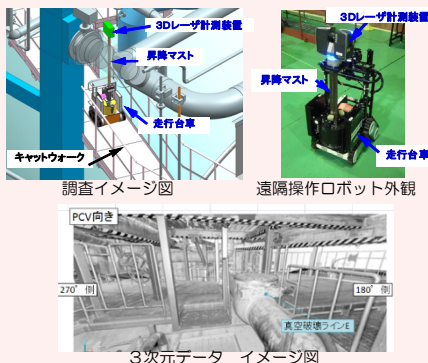 3Dレーザ計測装置
昇降マスト
走行台車
キャットウォーク
調査イメージ図
3Dレーザ計測装置
昇降マスト
走行台車
遠隔操作ロボット外観
PCV向き
270°側
180°側
真空破壊ラインE
3次元データ イメージ図